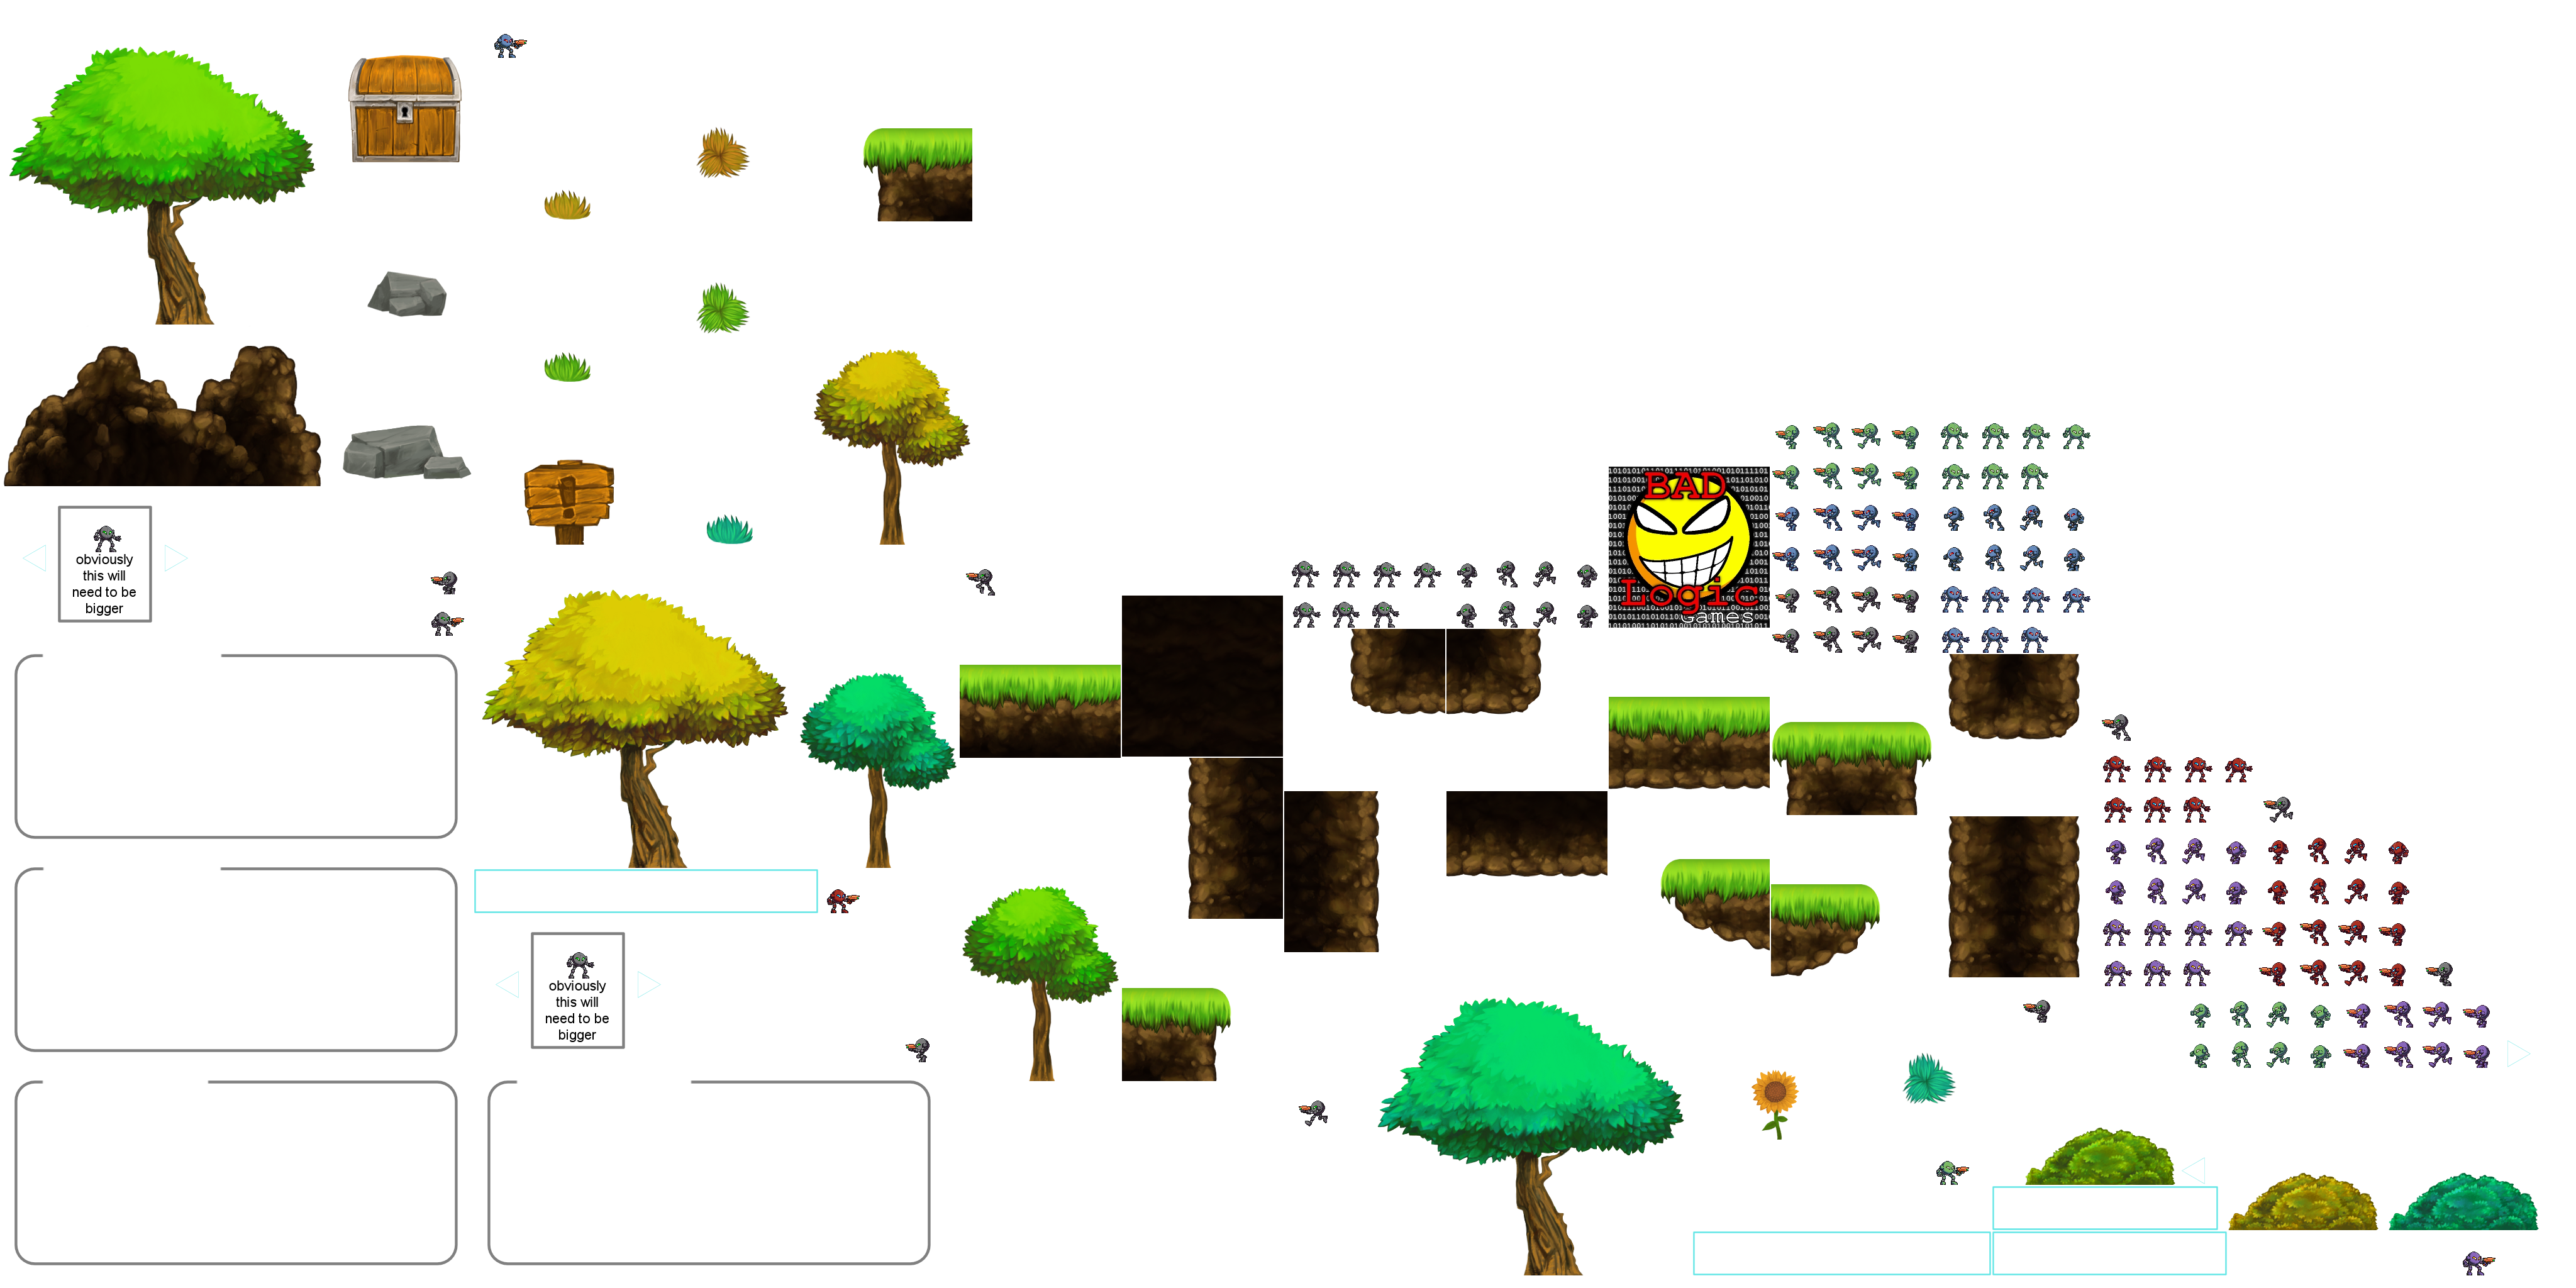 BAD
Logic
Games
obviously
this will
need to be
bigger
obviously
this will
need to be
bigger